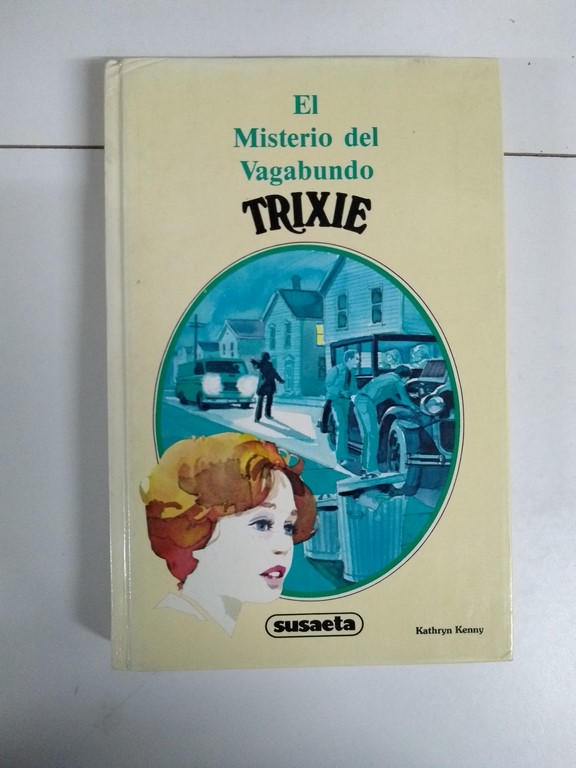 El
Misterio del
Vagabundo
TRIXIE
susaeta
Kathryn Kenny